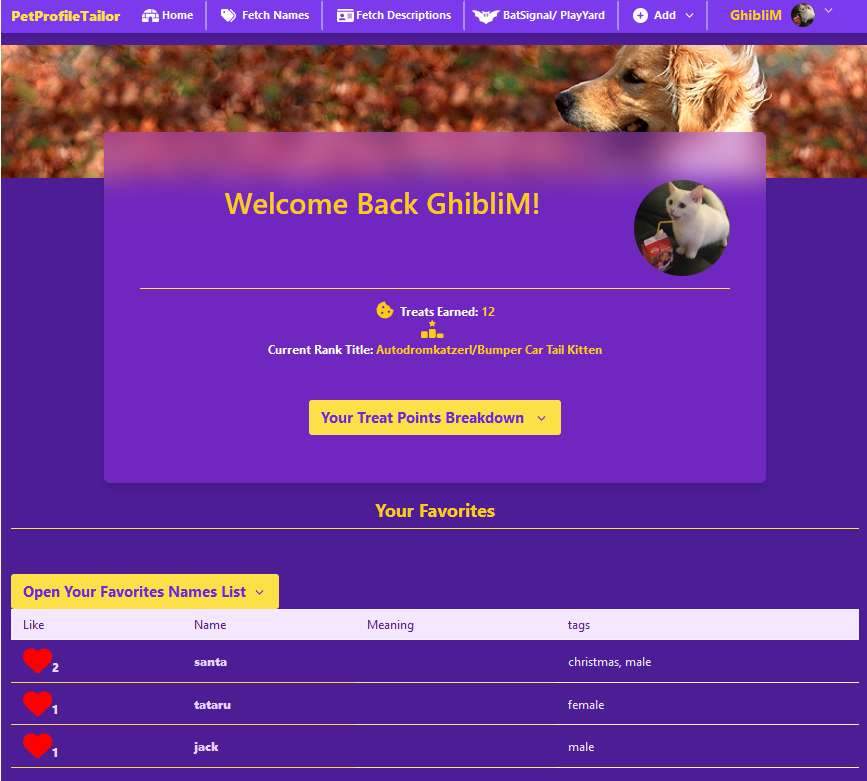 PetProfileTailor Home Fetch Names Fetch Descriptions BatSignal/ PlayYard Add GhibliM
Welcome Back GhibliM!
Treats Earned: 12
Current Rank Title: Autodromkatzerl/Bumper Car Tail Kitten
Your Treat Points Breakdown
Your Favorites
Open Your Favorites Names List
Like Name Meaning tags
2 santa christmas, male
1 tataru female
1 jack male